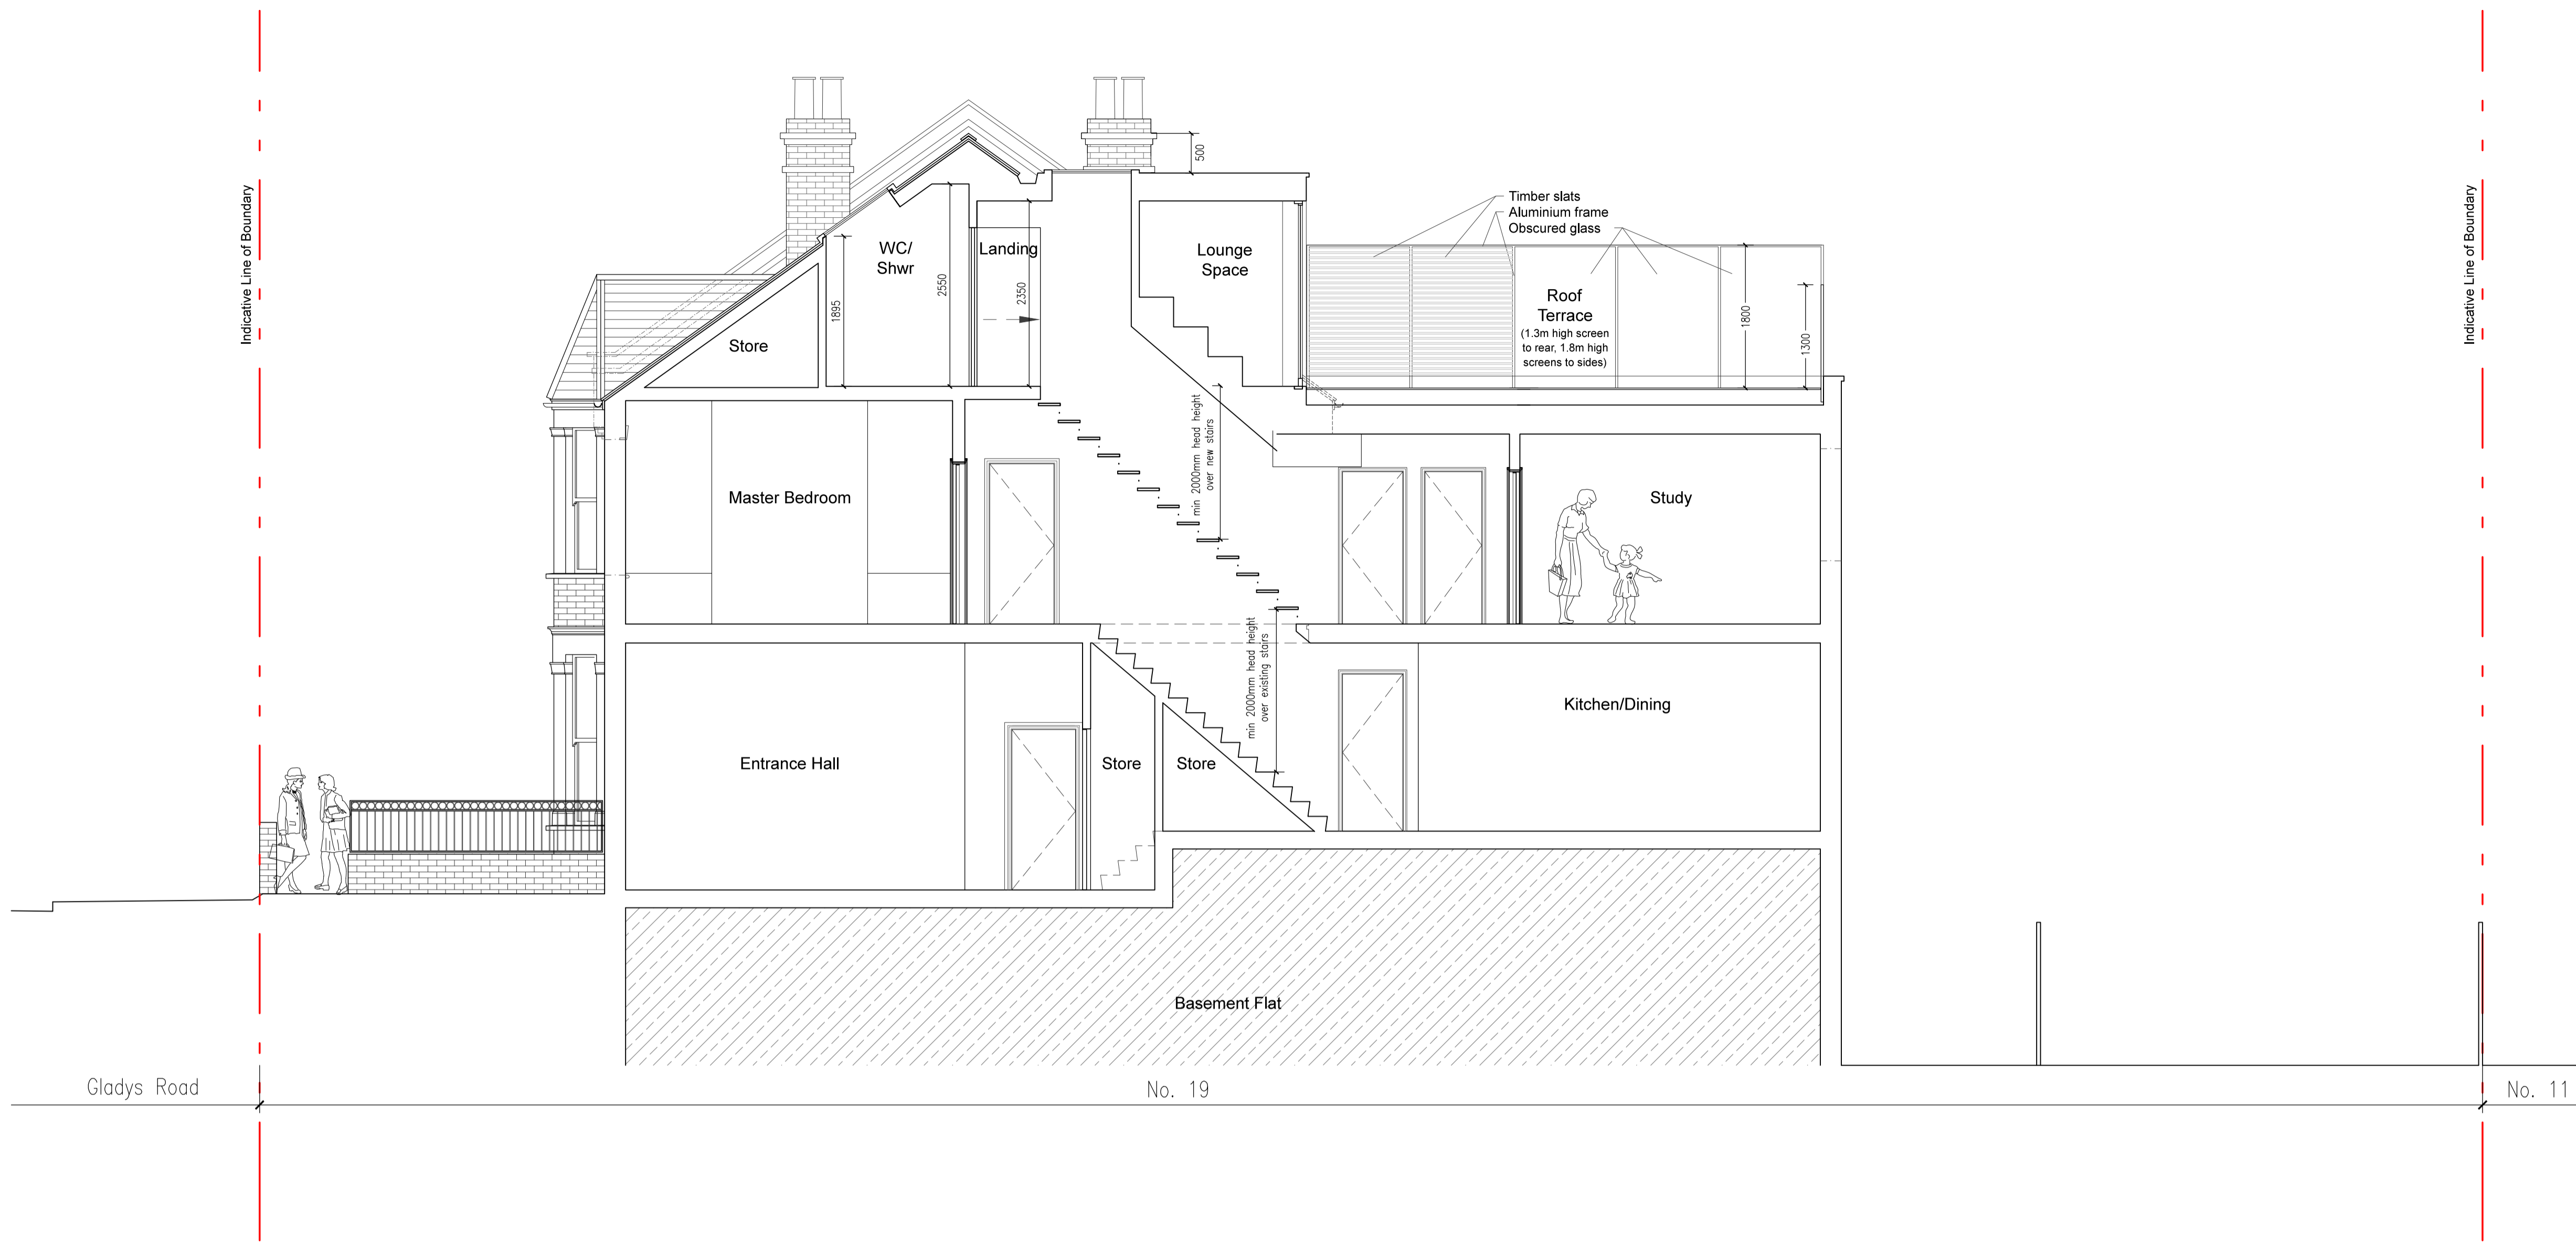 Indicative Line of Boundary
500
Timber slats
Aluminium frame
Obscured glass
Indicative Line of Boundary
WC/
Shwr
Landing
Lounge
Space
1895
2550
2350
Store
Roof
Terrace
(1.3m high screen
to rear, 1.8m high
screens to sides)
1800
1300
min 2000mm head height
over new stairs
Master Bedroom
Study
min 2000mm head height
over existing stairs
Entrance Hall
Store
Store
Kitchen/Dining
Basement Flat
Gladys Road
No. 19
No. 11